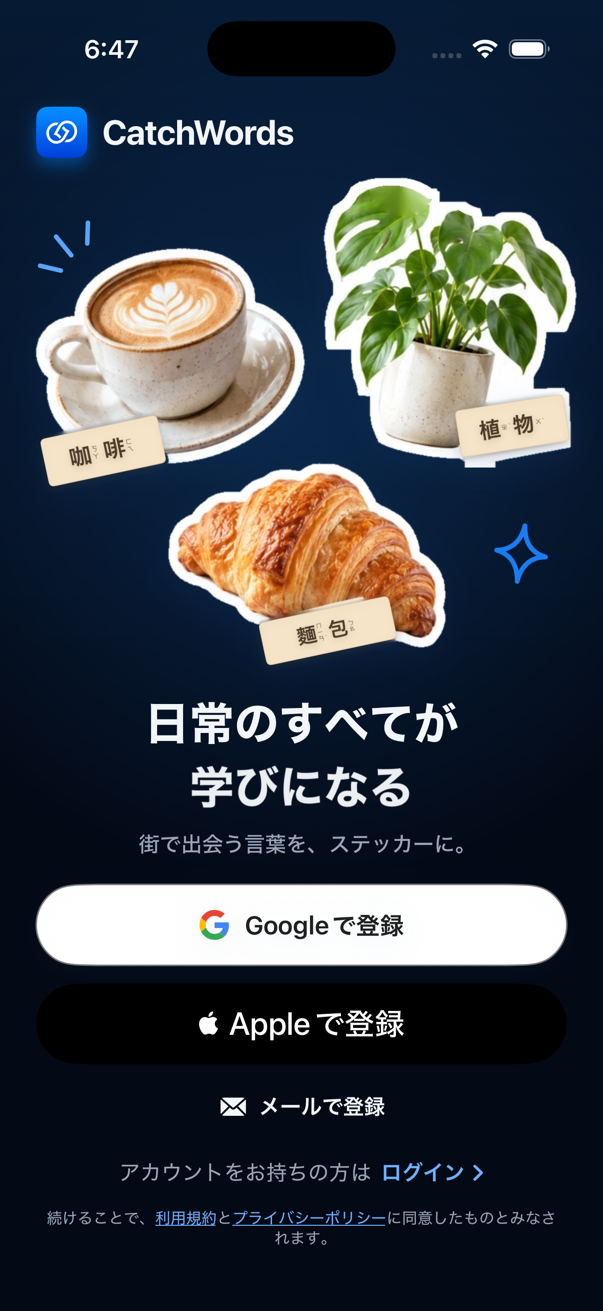 6:47
CatchWords
咖啡
植物
麵包
日常のすべてが
学びになる
街で出会う言葉を、ステッカーに。
Googleで登録
Appleで登録
メールで登録
アカウントをお持ちの方は ログイン
続けることで、利用規約とプライバシーポリシーに同意したものとみなさ
れます。